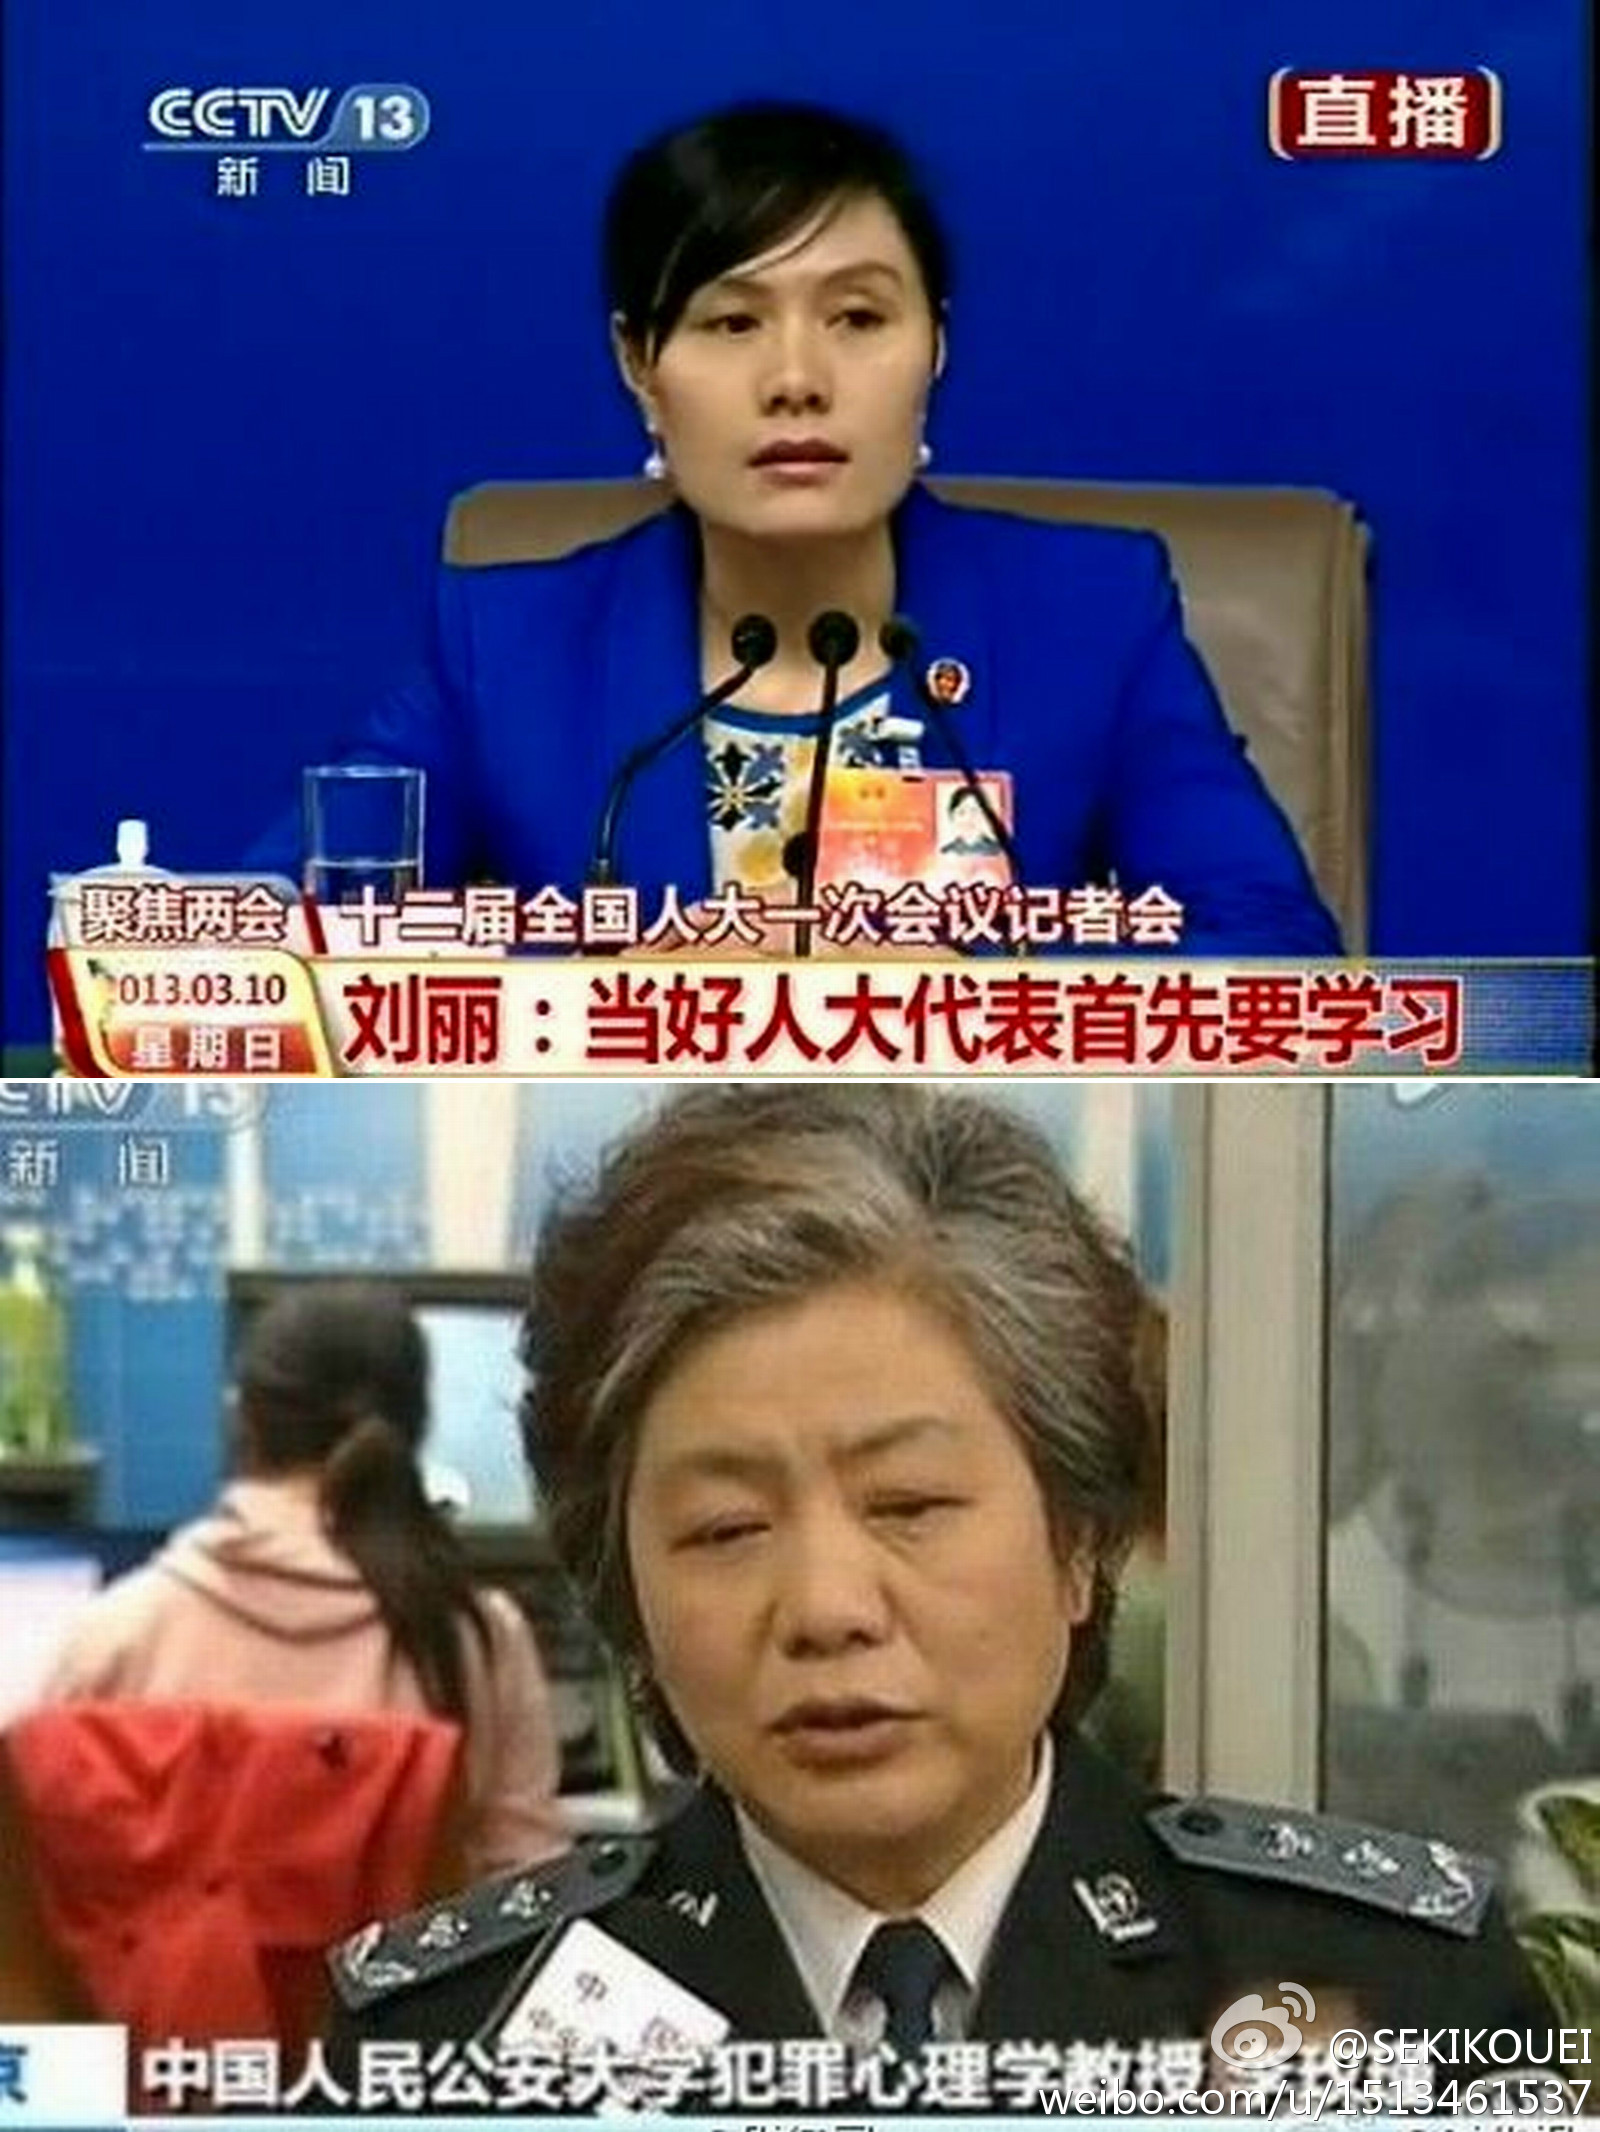 CCTV 13
新闻
直播
聚焦两会
十二届全国人大一次会议记者会
013.03.10
星期日
刘丽：当好人大代表首先要学习
CCTV 13
新闻
京
中国人民公安大学犯罪心理学教授
@SEKIKOUEI
weibo.com/u/1513461537